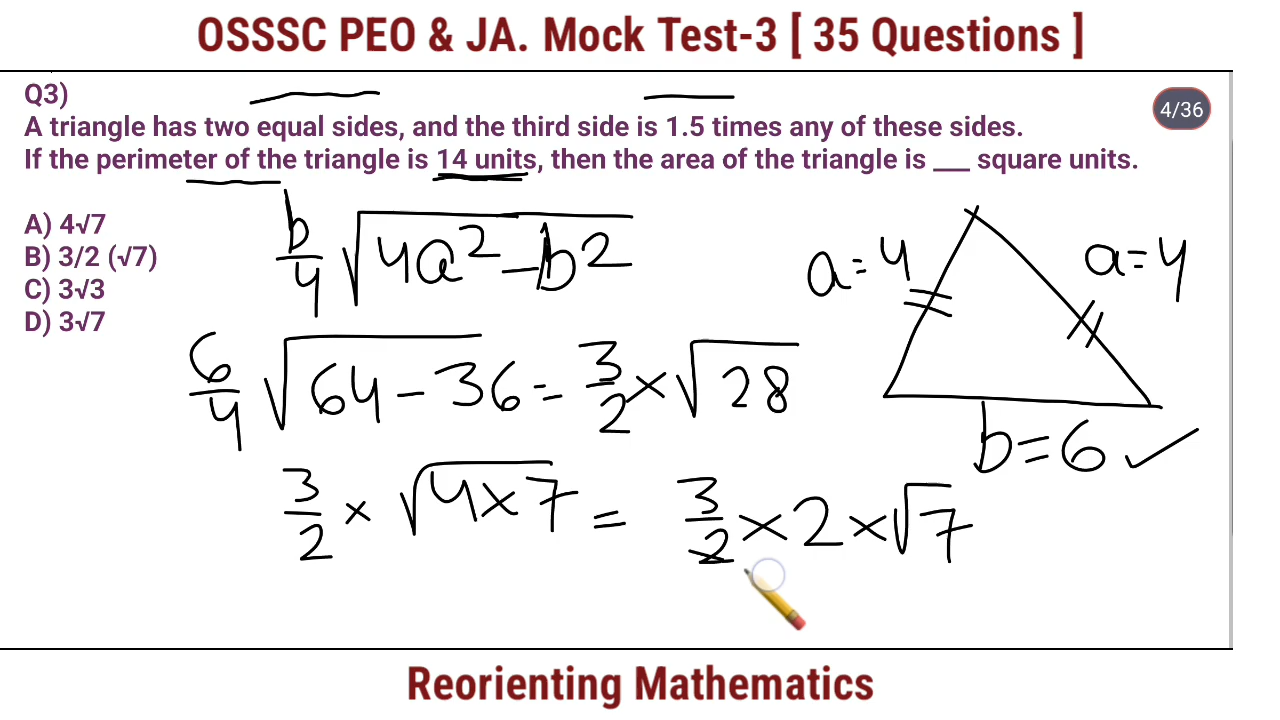 OSSSC PEO & JA. Mock Test-3 [ 35 Questions ]
Q3)
4/36
A triangle has two equal sides, and the third side is 1.5 times any of these sides.
If the perimeter of the triangle is 14 units, then the area of the triangle is ___ square units.
A) 4√7
B) 3/2 (√7)
C) 3√3
D) 3√7
b/4 √(4a²-b²)
a=4
a=4
6/4 √(64-36) = 3/2 × √28
b=6 ✓
3/2 × √(4×7) = 3/2 × 2 × √7
Reorienting Mathematics